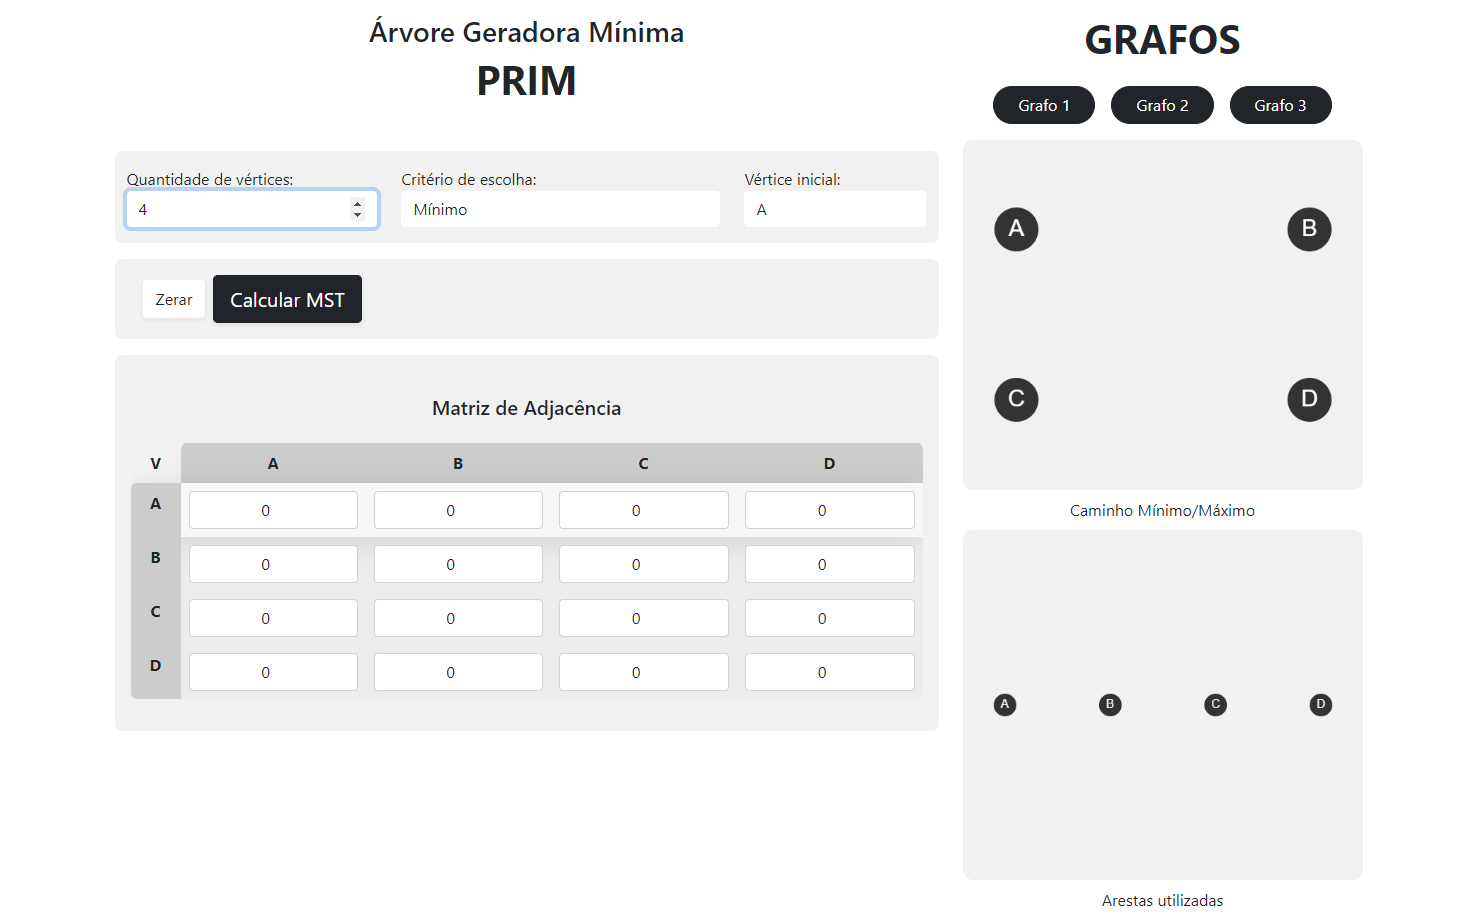 Árvore Geradora Mínima
PRIM
Quantidade de vértices:
4
Critério de escolha:
Mínimo
Vértice inicial:
A
Zerar
Calcular MST
Matriz de Adjacência
V A B C D
A 0 0 0 0
B 0 0 0 0
C 0 0 0 0
D 0 0 0 0
GRAFOS
Grafo 1 Grafo 2 Grafo 3
A B
C D
Caminho Mínimo/Máximo
A B C D
Arestas utilizadas